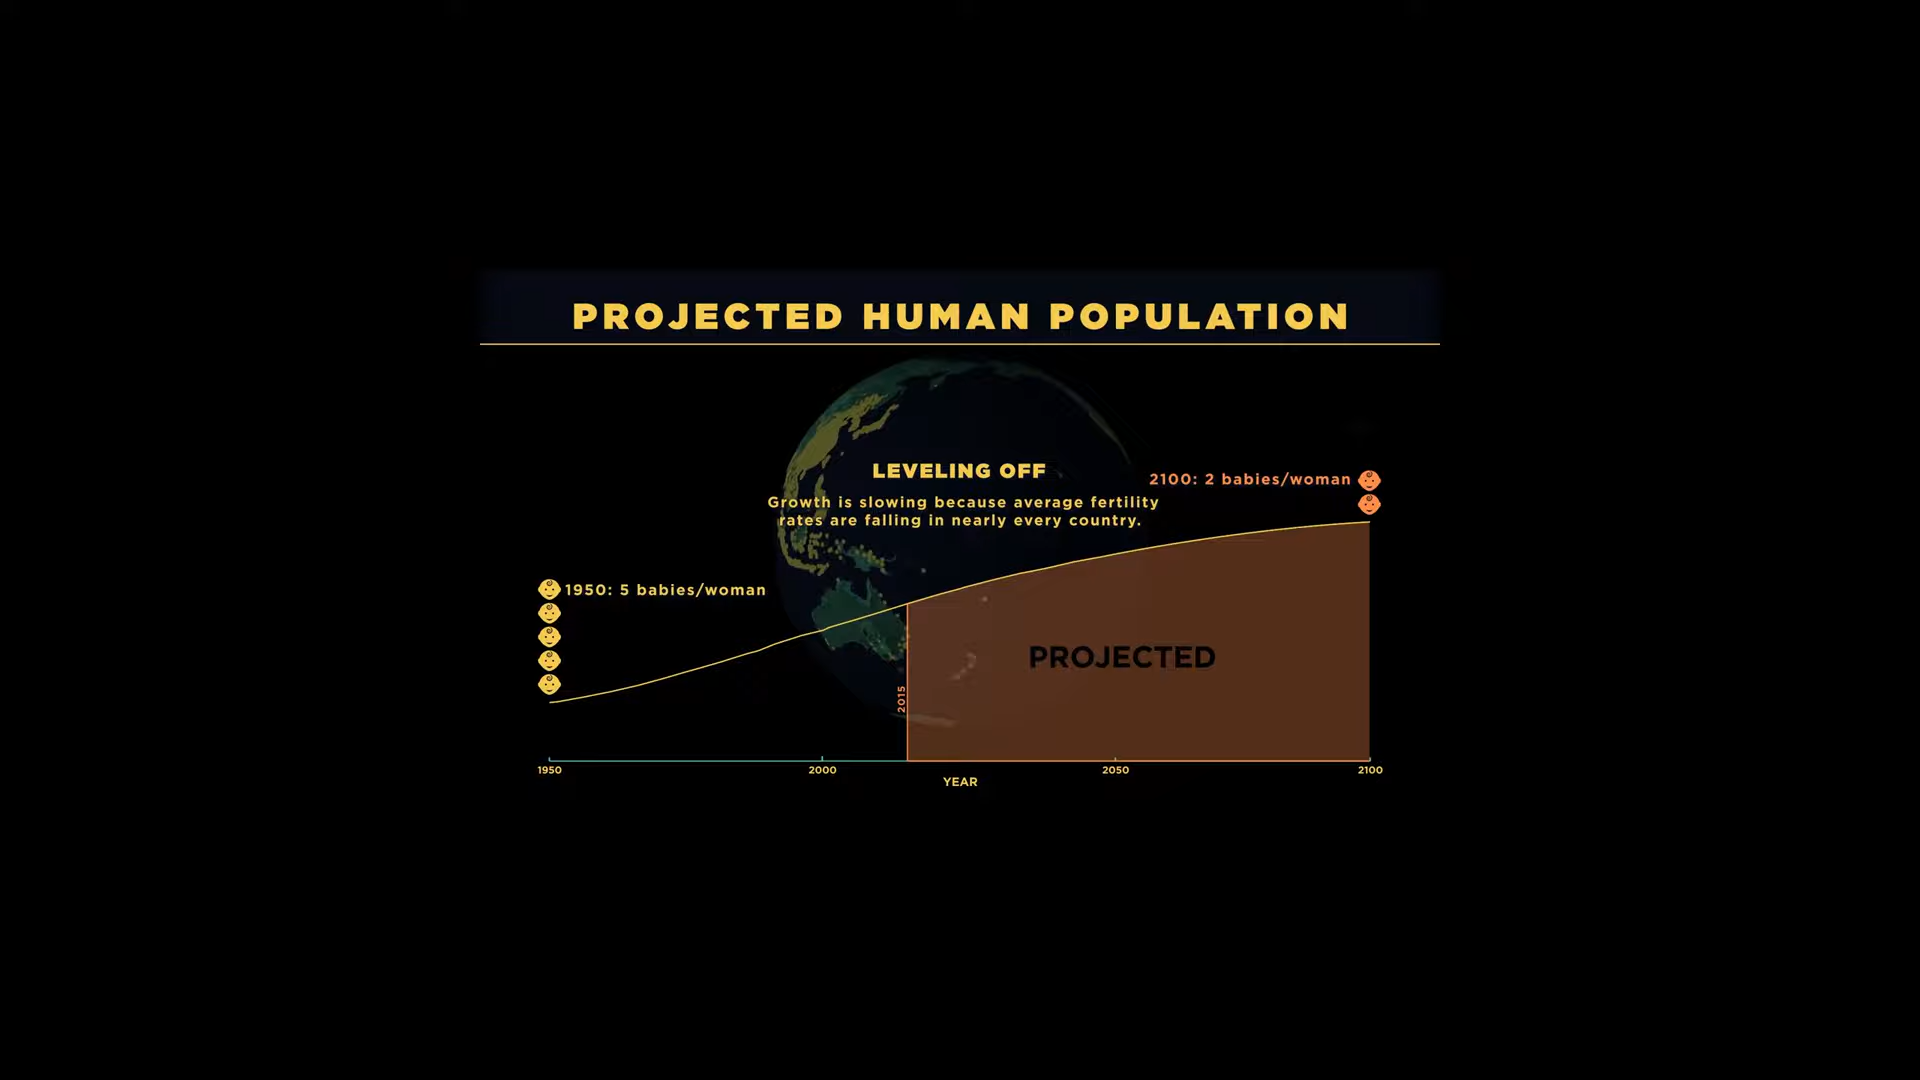 PROJECTED HUMAN POPULATION
LEVELING OFF
Growth is slowing because average fertility
rates are falling in nearly every country.
2100: 2 babies/woman
1950: 5 babies/woman
PROJECTED
2015
1950
2000
2050
2100
YEAR